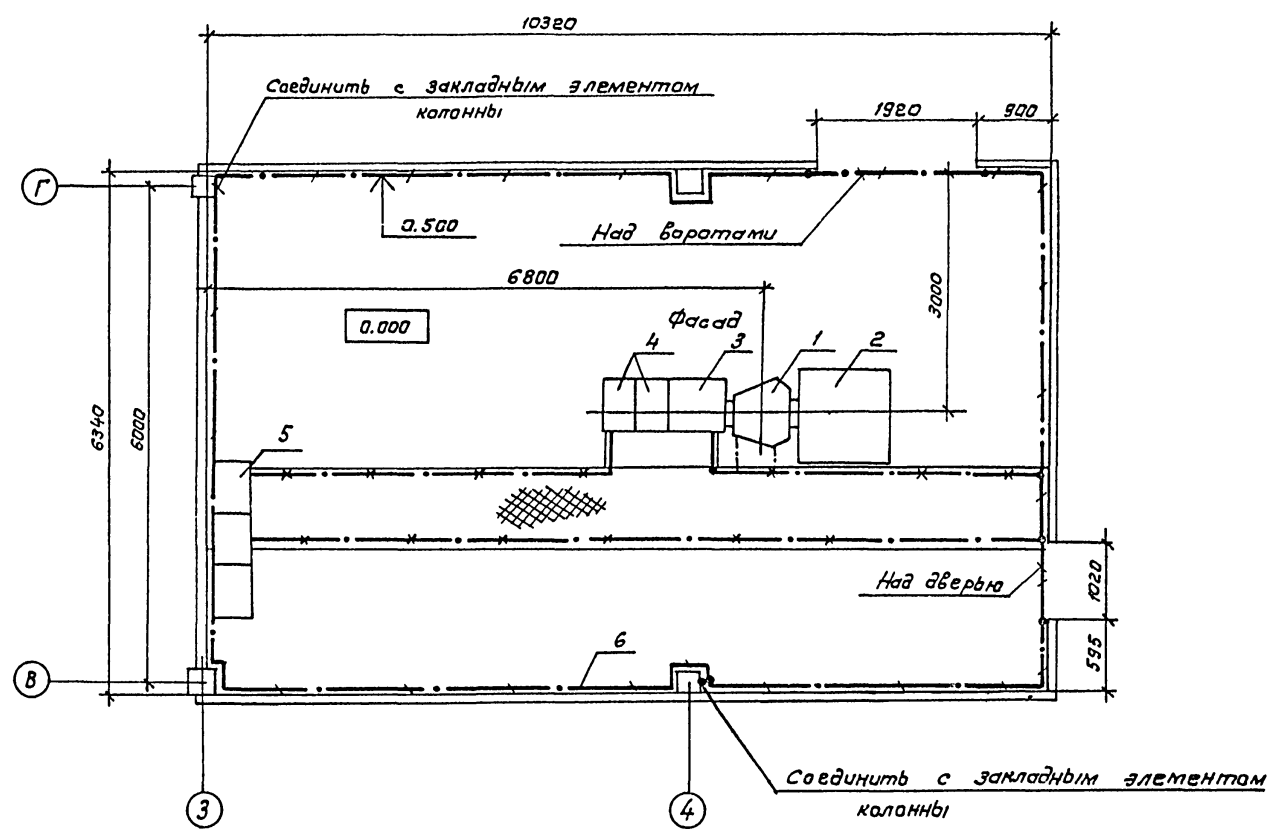 10320
Соединить с закладным элементом
колонны
1920
900
Г
0.500
Над воротами
6800
3000
0.000
Фасад
4
3
1
2
6340
6000
5
Над дверью
1020
595
6
В
3
4
Соединить с закладным элементом
колонны